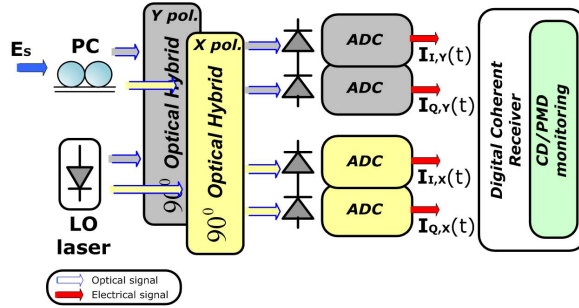 Es
PC
Y pol.
X pol.
90⁰ Optical Hybrid
90⁰ Optical Hybrid
ADC
ADC
ADC
ADC
I_I,Y(t)
I_Q,Y(t)
I_I,X(t)
I_Q,X(t)
Digital Coherent
Receiver
CD/PMD
monitoring
LO
laser
Optical signal
Electrical signal